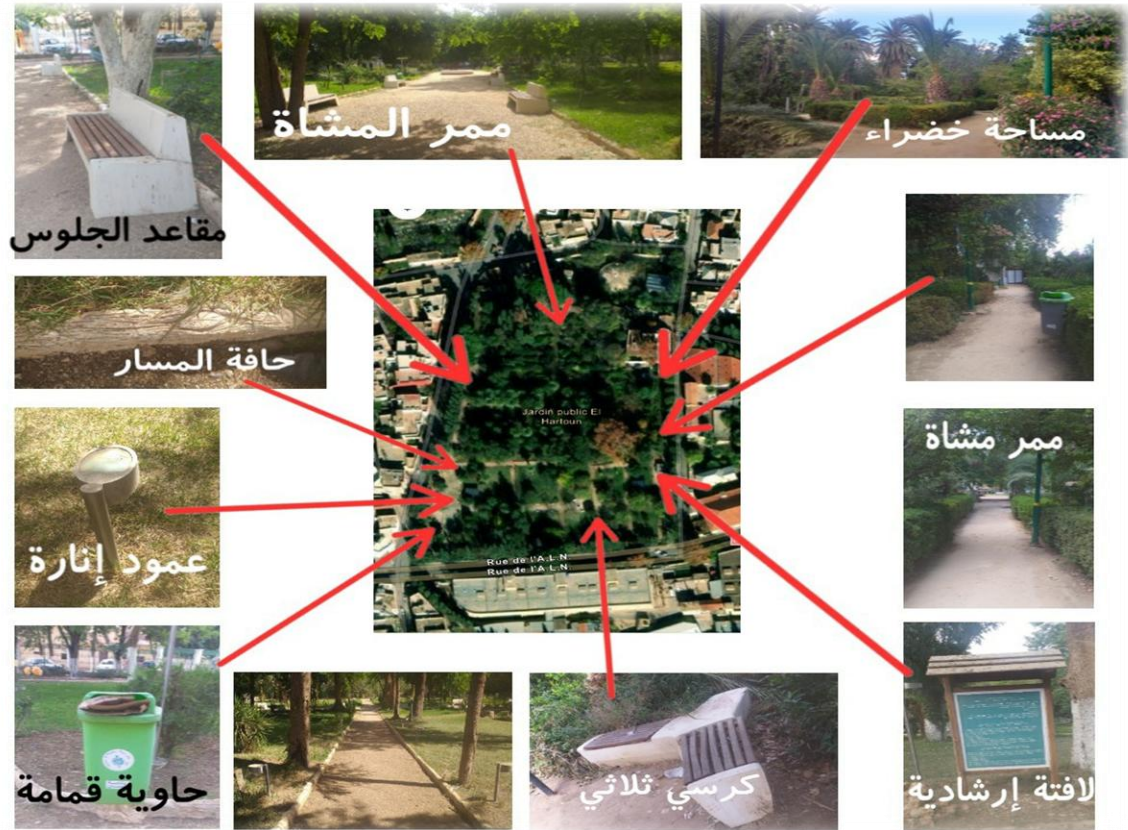 ممر المشاة
مساحة خضراء
مقاعد الجلوس
حافة المسار
Jardin public El
Hartoun
ممر مشاة
عمود إنارة
Rue de l'A.L.N.
Rue de l'A.L.N.
حاوية قمامة
كرسي ثلاثي
لافتة إرشادية